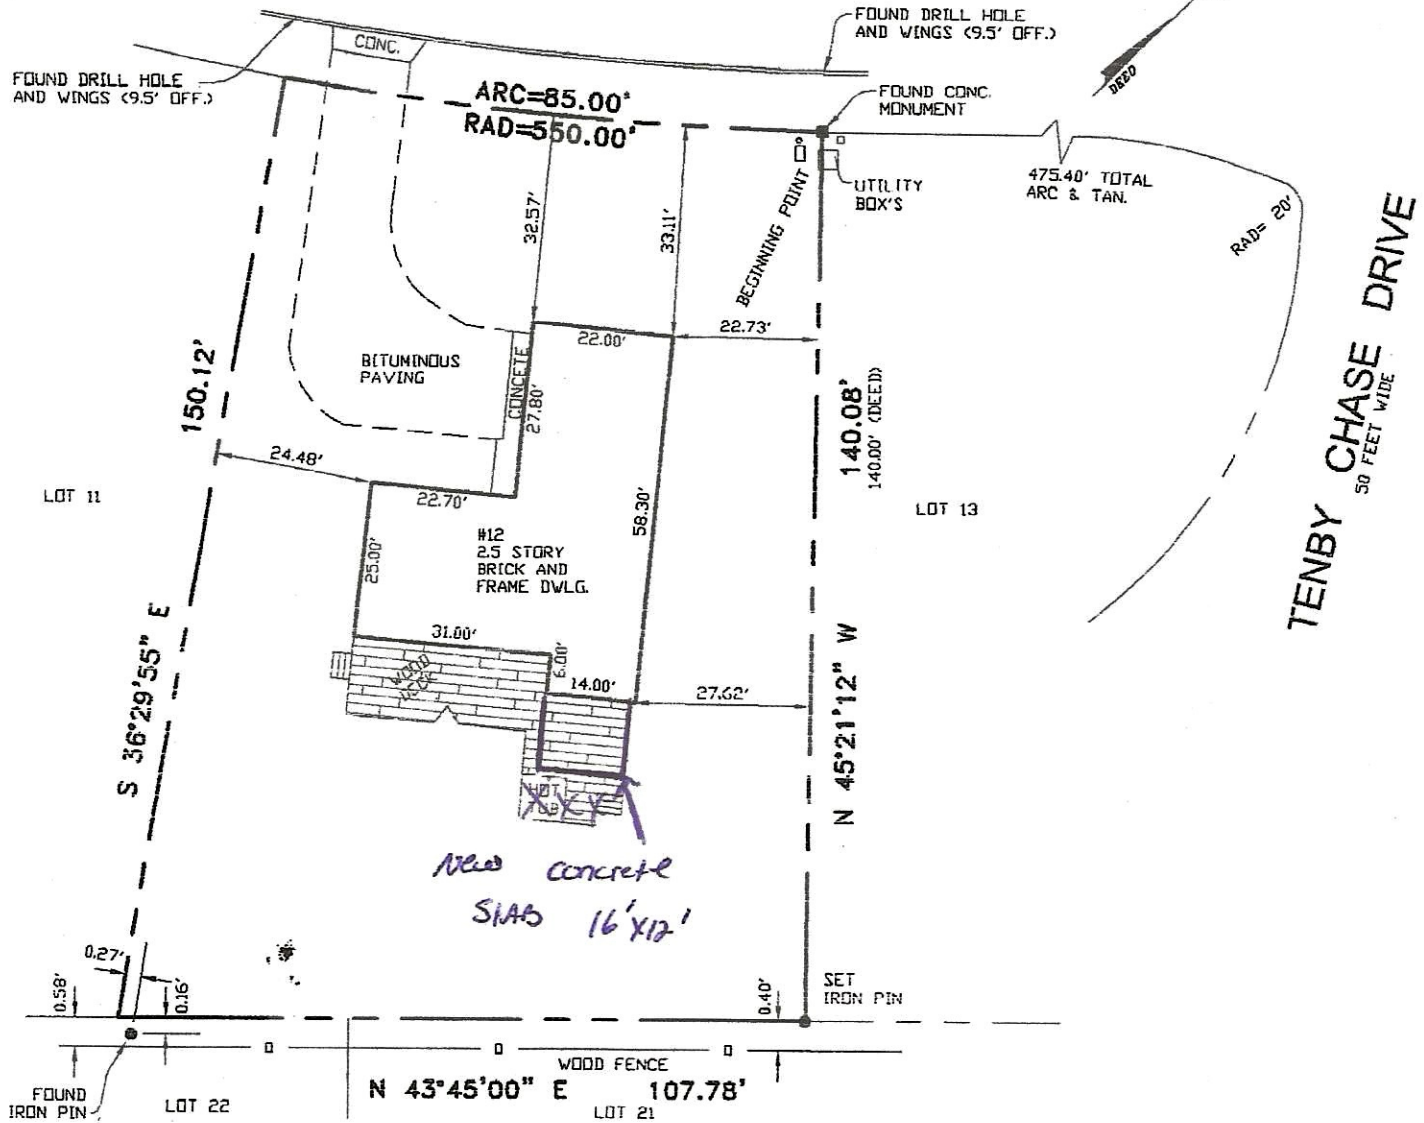 FOUND DRILL HOLE
AND WINGS (9.5' OFF.)
CONC.
FOUND DRILL HOLE
AND WINGS (9.5' OFF.)
DEED
ARC=85.00'
RAD=550.00'
FOUND CONC.
MONUMENT
UTILITY
BOX'S
475.40' TOTAL
ARC & TAN.
RAD= 20'
TENBY CHASE DRIVE
50 FEET WIDE
BEGINNING POINT
32.57'
33.11'
22.00'
22.73'
BITUMINOUS
PAVING
CONCRETE
27.80'
150.12'
140.08'
140.00' (DEED)
24.48'
22.70'
58.30'
LOT 11
LOT 13
#12
2.5 STORY
BRICK AND
FRAME DWLG.
25.00'
31.00'
6.00'
14.00'
27.62'
WOOD
DECK
S 36°29'55" E
N 45°21'12" W
HOT
TUB
New concrete
SLAB 16'X12'
0.27'
0.58'
0.16'
0.40'
SET
IRON PIN
WOOD FENCE
N 43°45'00" E 107.78'
FOUND
IRON PIN
LOT 22
LOT 21